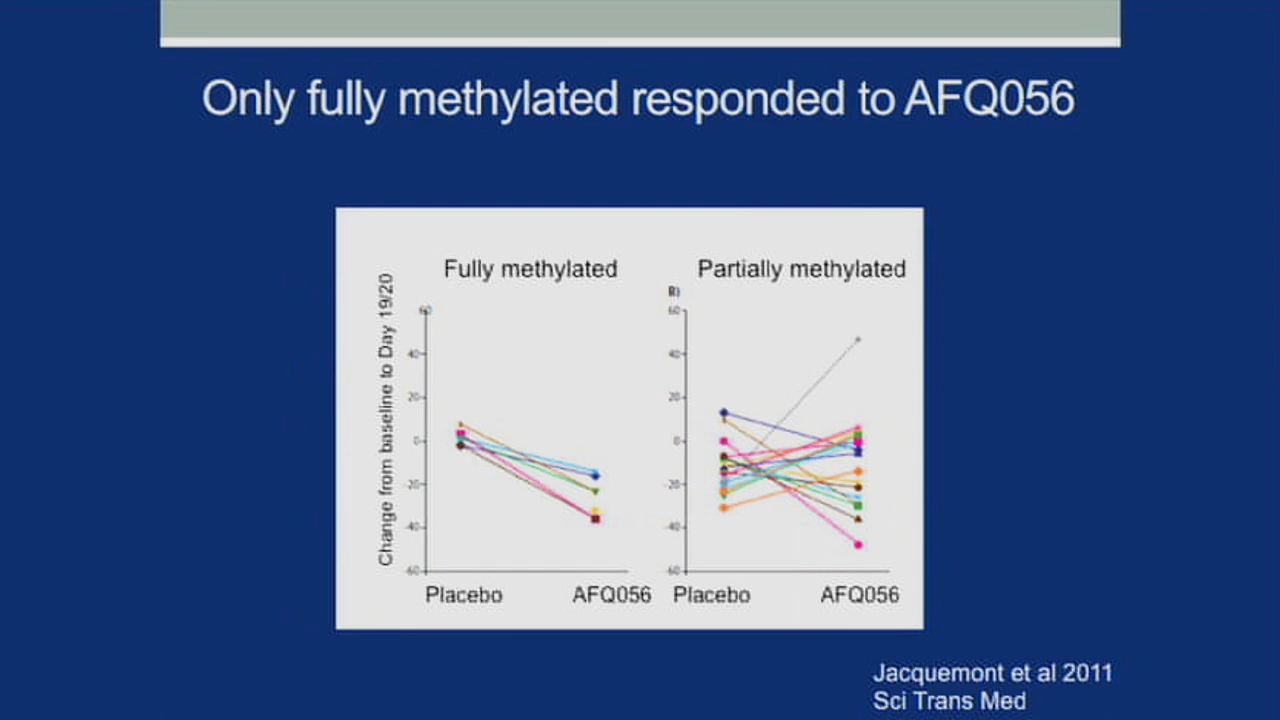 Only fully methylated responded to AFQ056
Fully methylated
Partially methylated
B)
Change from baseline to Day 19/20
60
40
20
0
-20
-40
-60
60
40
20
0
-20
-40
-60
Placebo
AFQ056
Placebo
AFQ056
Jacquemont et al 2011
Sci Trans Med